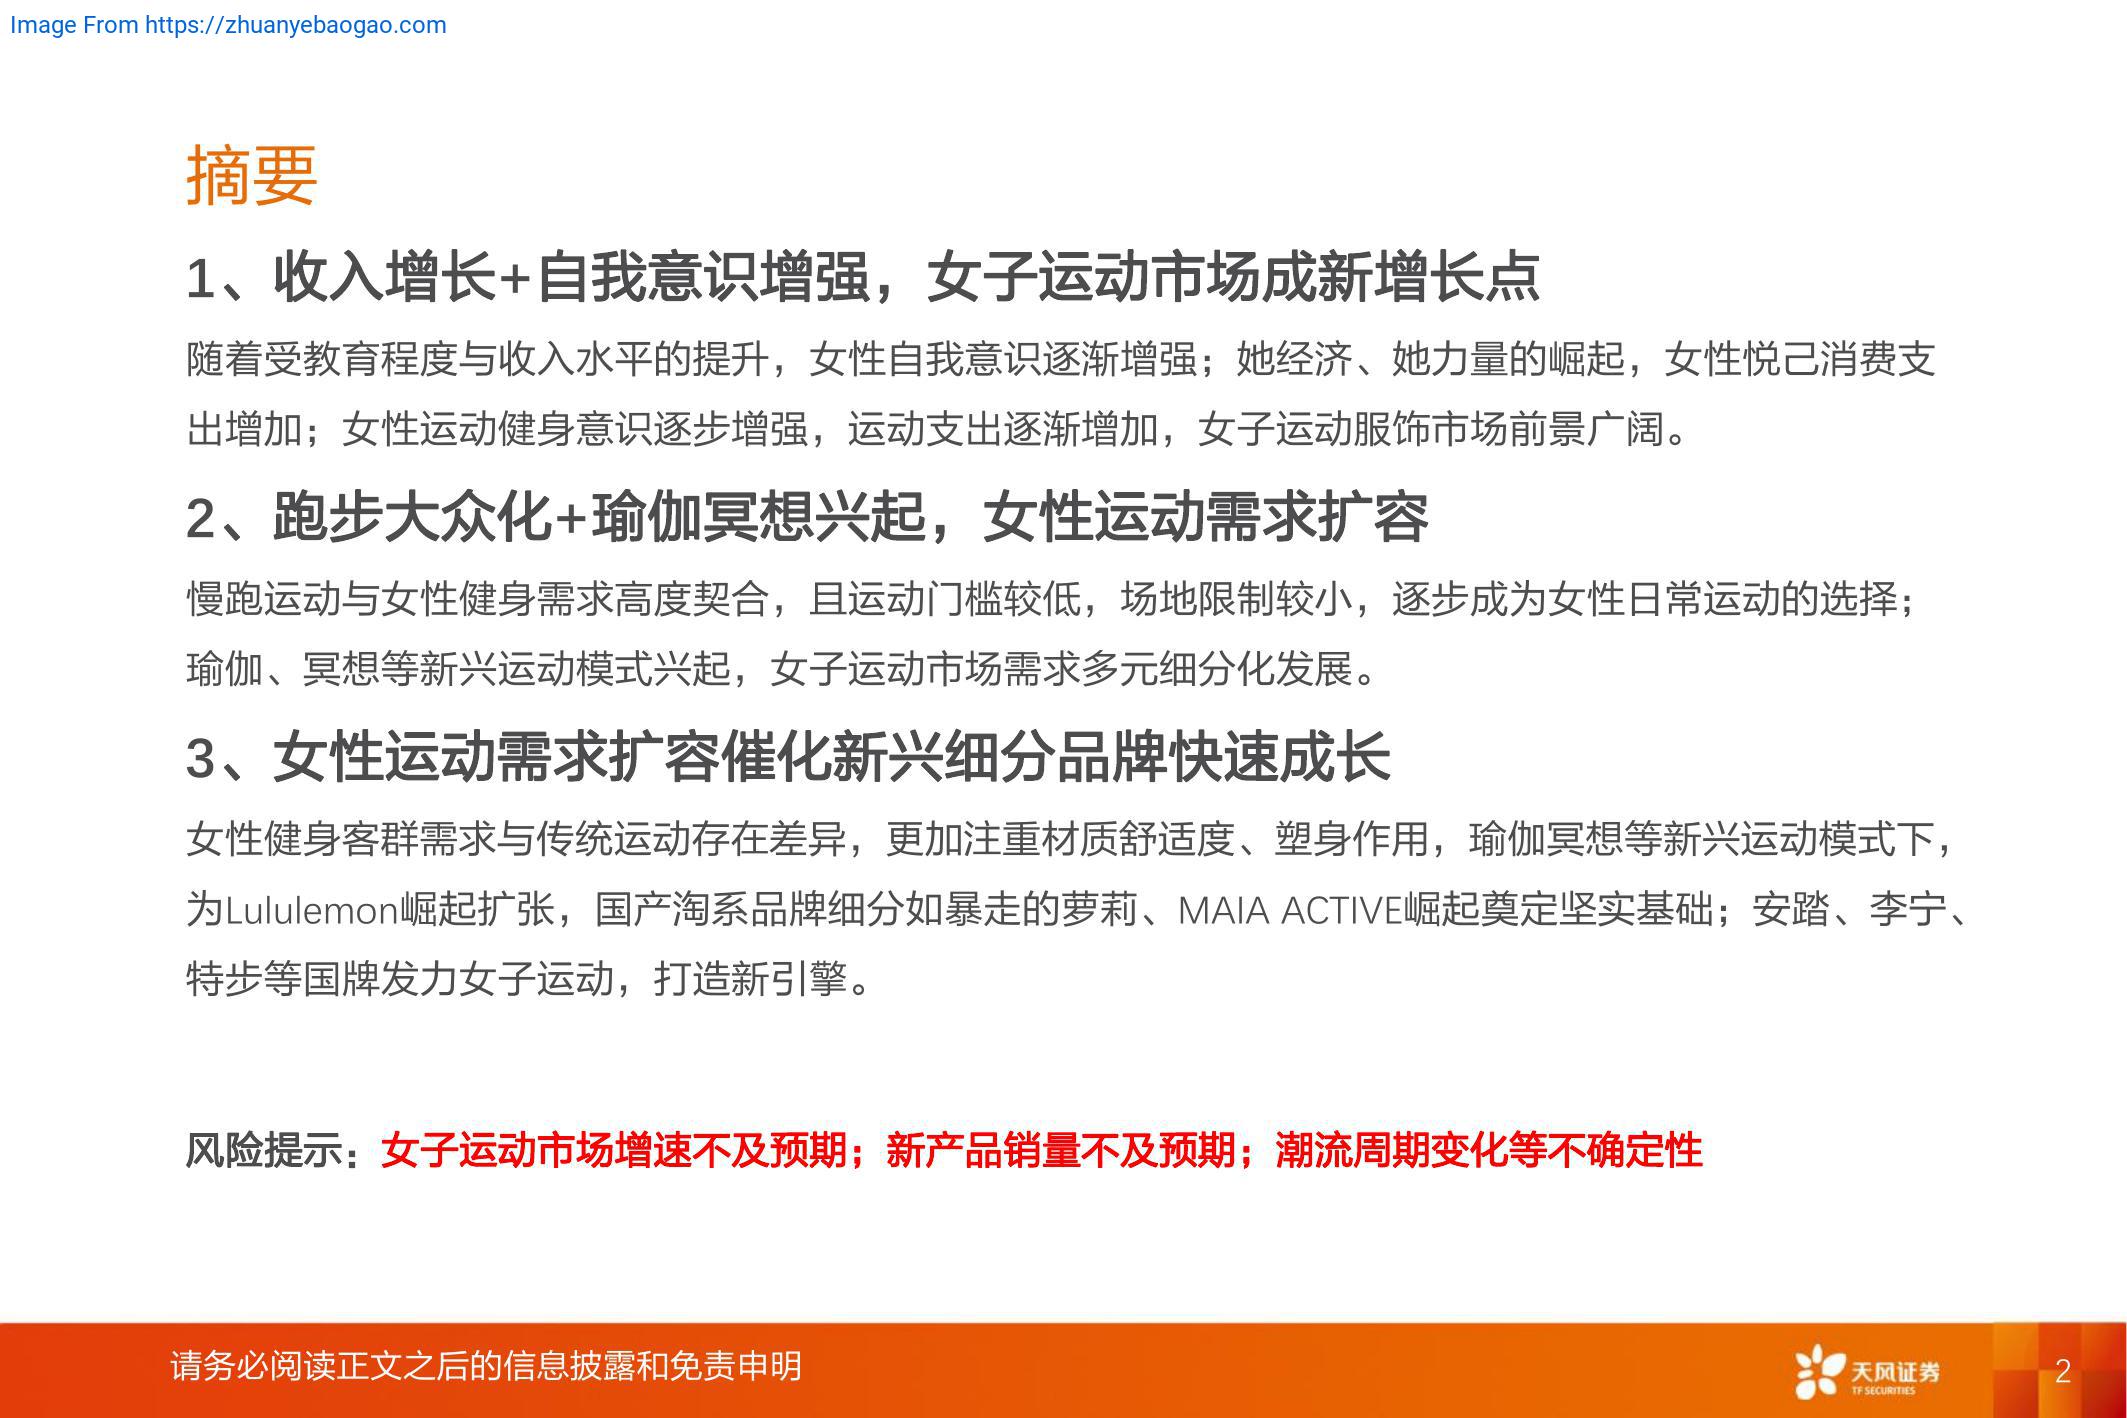 Image From https://zhuanyebaogao.com
摘要
1、收入增长+自我意识增强，女子运动市场成新增长点
随着受教育程度与收入水平的提升，女性自我意识逐渐增强；她经济、她力量的崛起，女性悦己消费支
出增加；女性运动健身意识逐步增强，运动支出逐渐增加，女子运动服饰市场前景广阔。
2、跑步大众化+瑜伽冥想兴起，女性运动需求扩容
慢跑运动与女性健身需求高度契合，且运动门槛较低，场地限制较小，逐步成为女性日常运动的选择；
瑜伽、冥想等新兴运动模式兴起，女子运动市场需求多元细分化发展。
3、女性运动需求扩容催化新兴细分品牌快速成长
女性健身客群需求与传统运动存在差异，更加注重材质舒适度、塑身作用，瑜伽冥想等新兴运动模式下，
为Lululemon崛起扩张，国产淘系品牌细分如暴走的萝莉、MAIA ACTIVE崛起奠定坚实基础；安踏、李宁、
特步等国牌发力女子运动，打造新引擎。
风险提示：女子运动市场增速不及预期；新产品销量不及预期；潮流周期变化等不确定性
请务必阅读正文之后的信息披露和免责申明
天风证券
TF SECURITIES
2